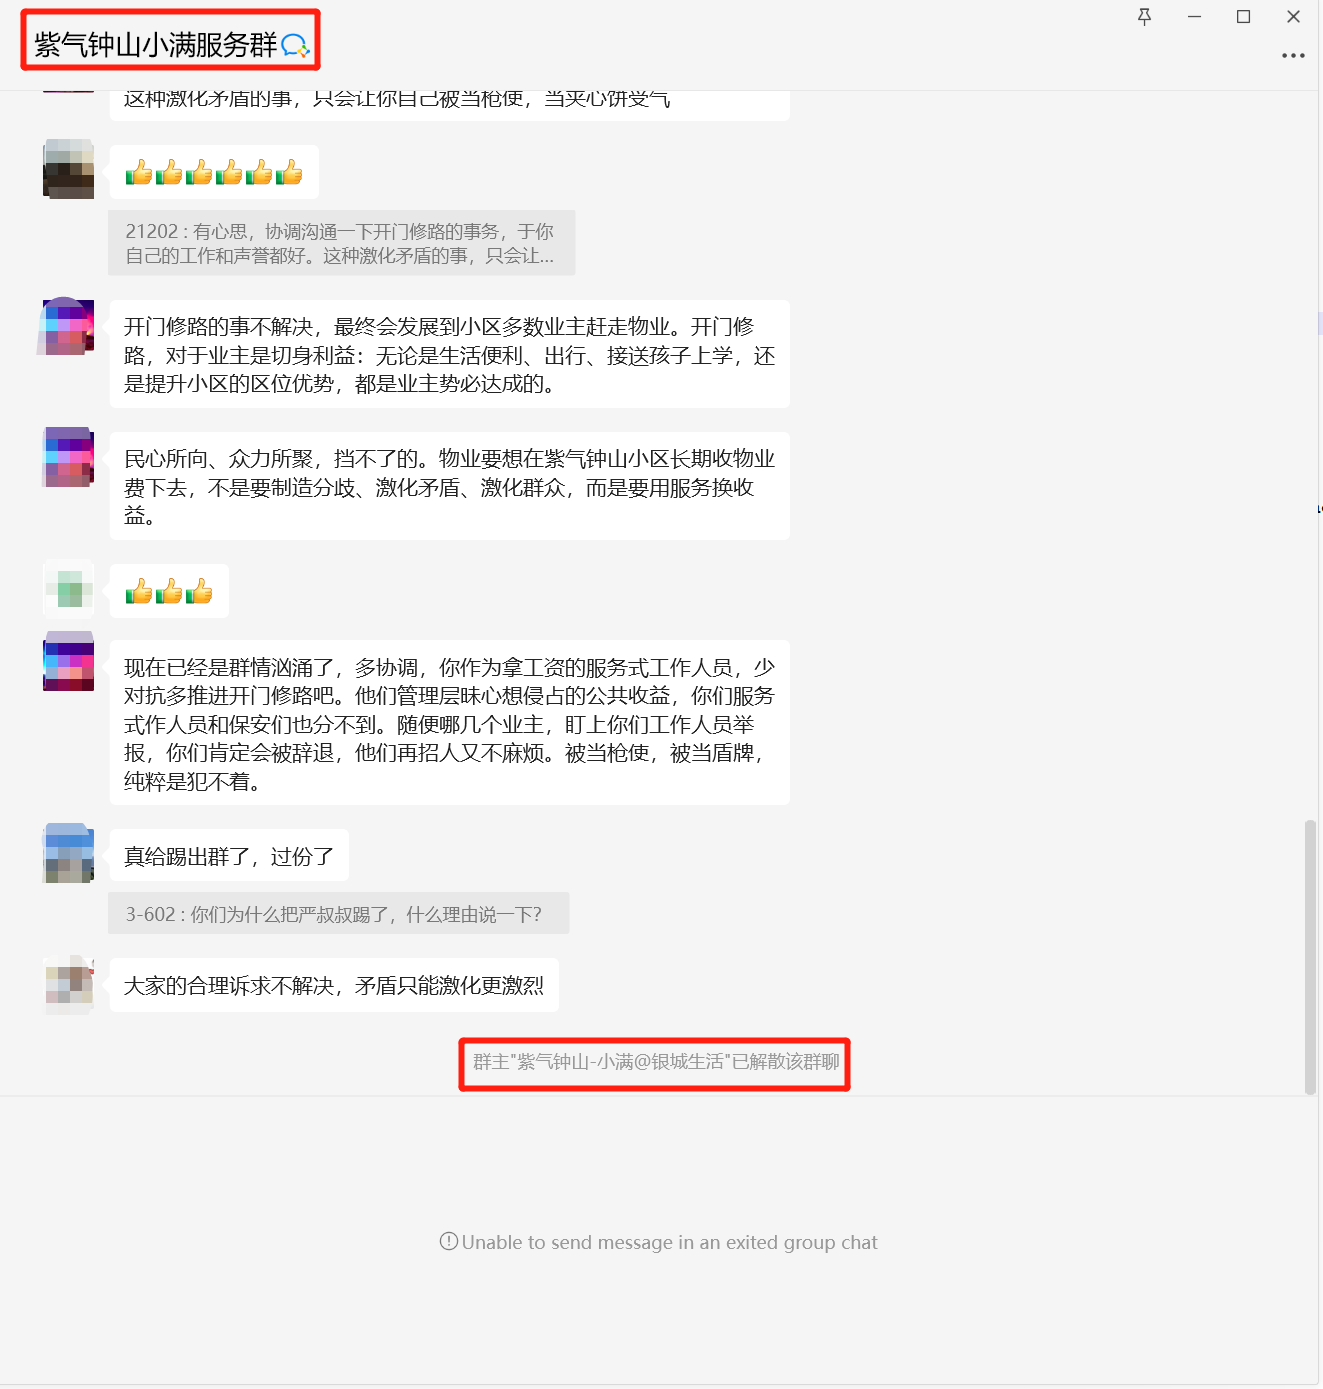 紫气钟山小满服务群
这种激化矛盾的事，只会让你自己被当枪使，当夹心饼受气
21202 : 有心思，协调沟通一下开门修路的事务，于你
自己的工作和声誉都好。这种激化矛盾的事，只会让...
开门修路的事不解决，最终会发展到小区多数业主赶走物业。开门修
路，对于业主是切身利益：无论是生活便利、出行、接送孩子上学，还
是提升小区的区位优势，都是业主势必达成的。
民心所向、众力所聚，挡不了的。物业要想在紫气钟山小区长期收物业
费下去，不是要制造分歧、激化矛盾、激化群众，而是要用服务换收
益。
现在已经是群情汹涌了，多协调，你作为拿工资的服务式工作人员，少
对抗多推进开门修路吧。他们管理层昧心想侵占的公共收益，你们服务
式作人员和保安们也分不到。随便哪几个业主，盯上你们工作人员举
报，你们肯定会被辞退，他们再招人又不麻烦。被当枪使，被当盾牌，
纯粹是犯不着。
真给踢出群了，过份了
3-602 : 你们为什么把严叔叔踢了，什么理由说一下？
大家的合理诉求不解决，矛盾只能激化更激烈
群主"紫气钟山-小满@银城生活"已解散该群聊
Unable to send message in an exited group chat